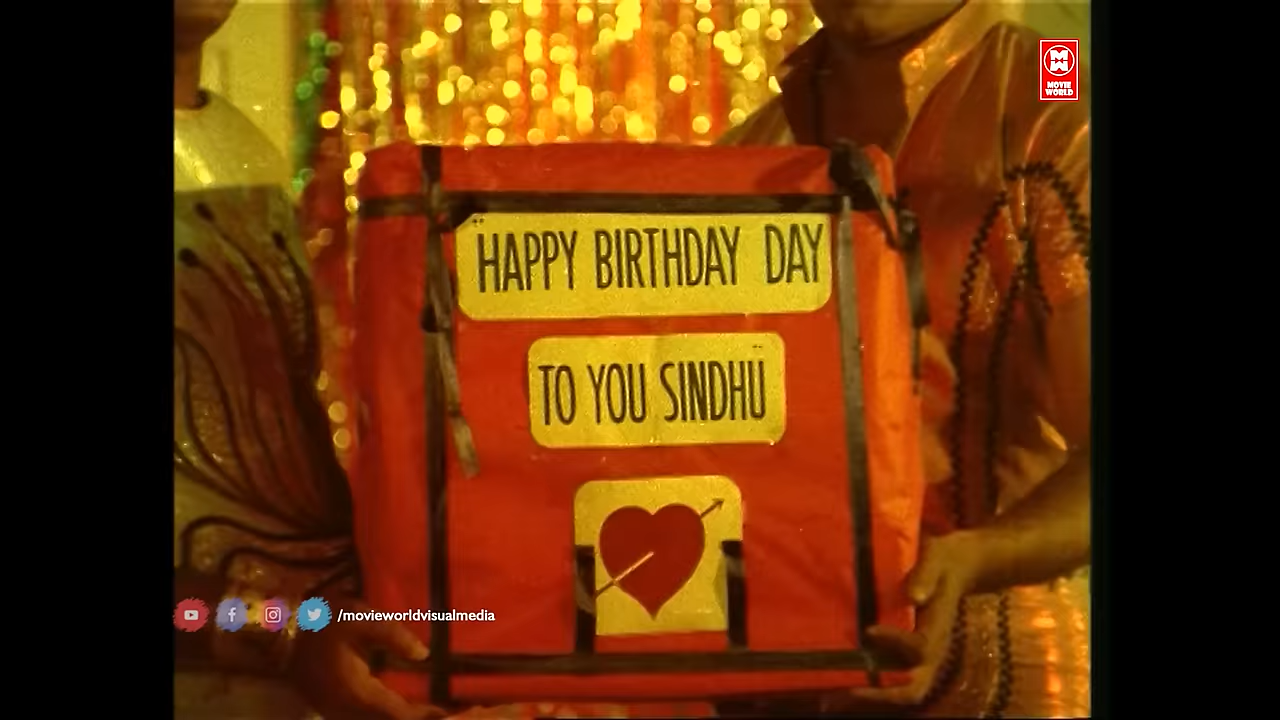 MOVIE
WORLD
"HAPPY BIRTHDAY DAY
TO YOU SINDHU"
/movieworldvisualmedia